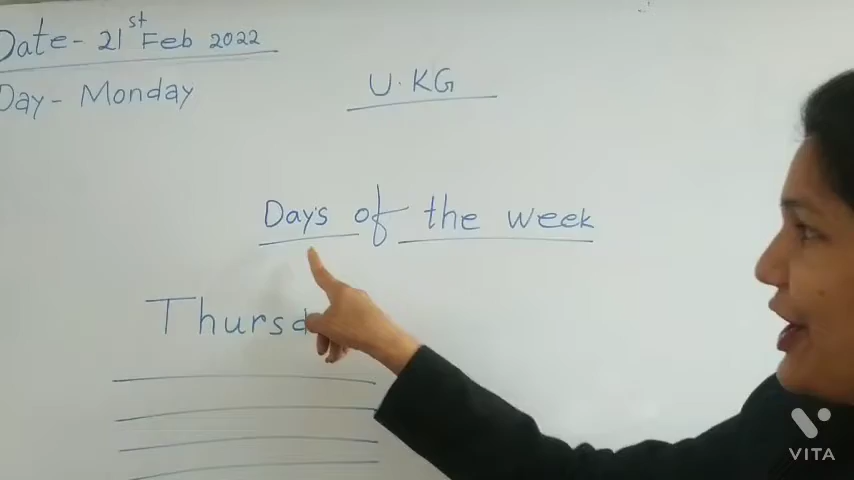 Date - 21st Feb 2022
Day - Monday
U.KG
Days of the week
Thursd
VITA